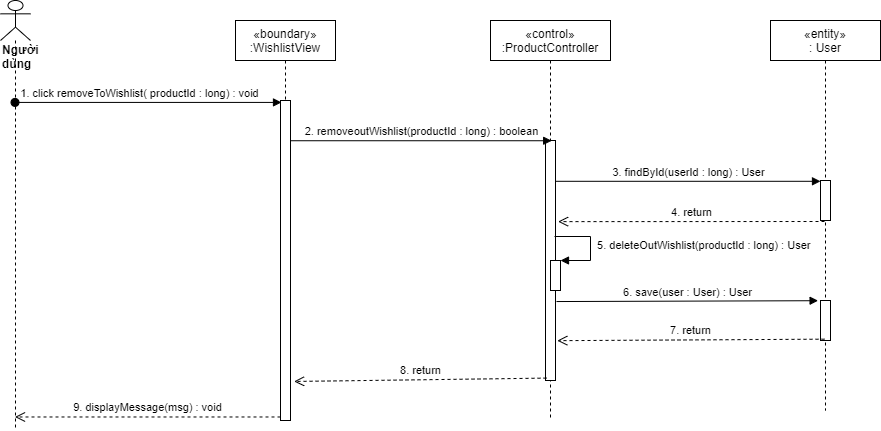 «boundary»
:WishlistView
«control»
:ProductController
«entity»
: User
Người
dùng
1. click removeToWishlist( productId : long) : void
2. removeoutWishlist(productId : long) : boolean
3. findById(userId : long) : User
4. return
5. deleteOutWishlist(productId : long) : User
6. save(user : User) : User
7. return
8. return
9. displayMessage(msg) : void